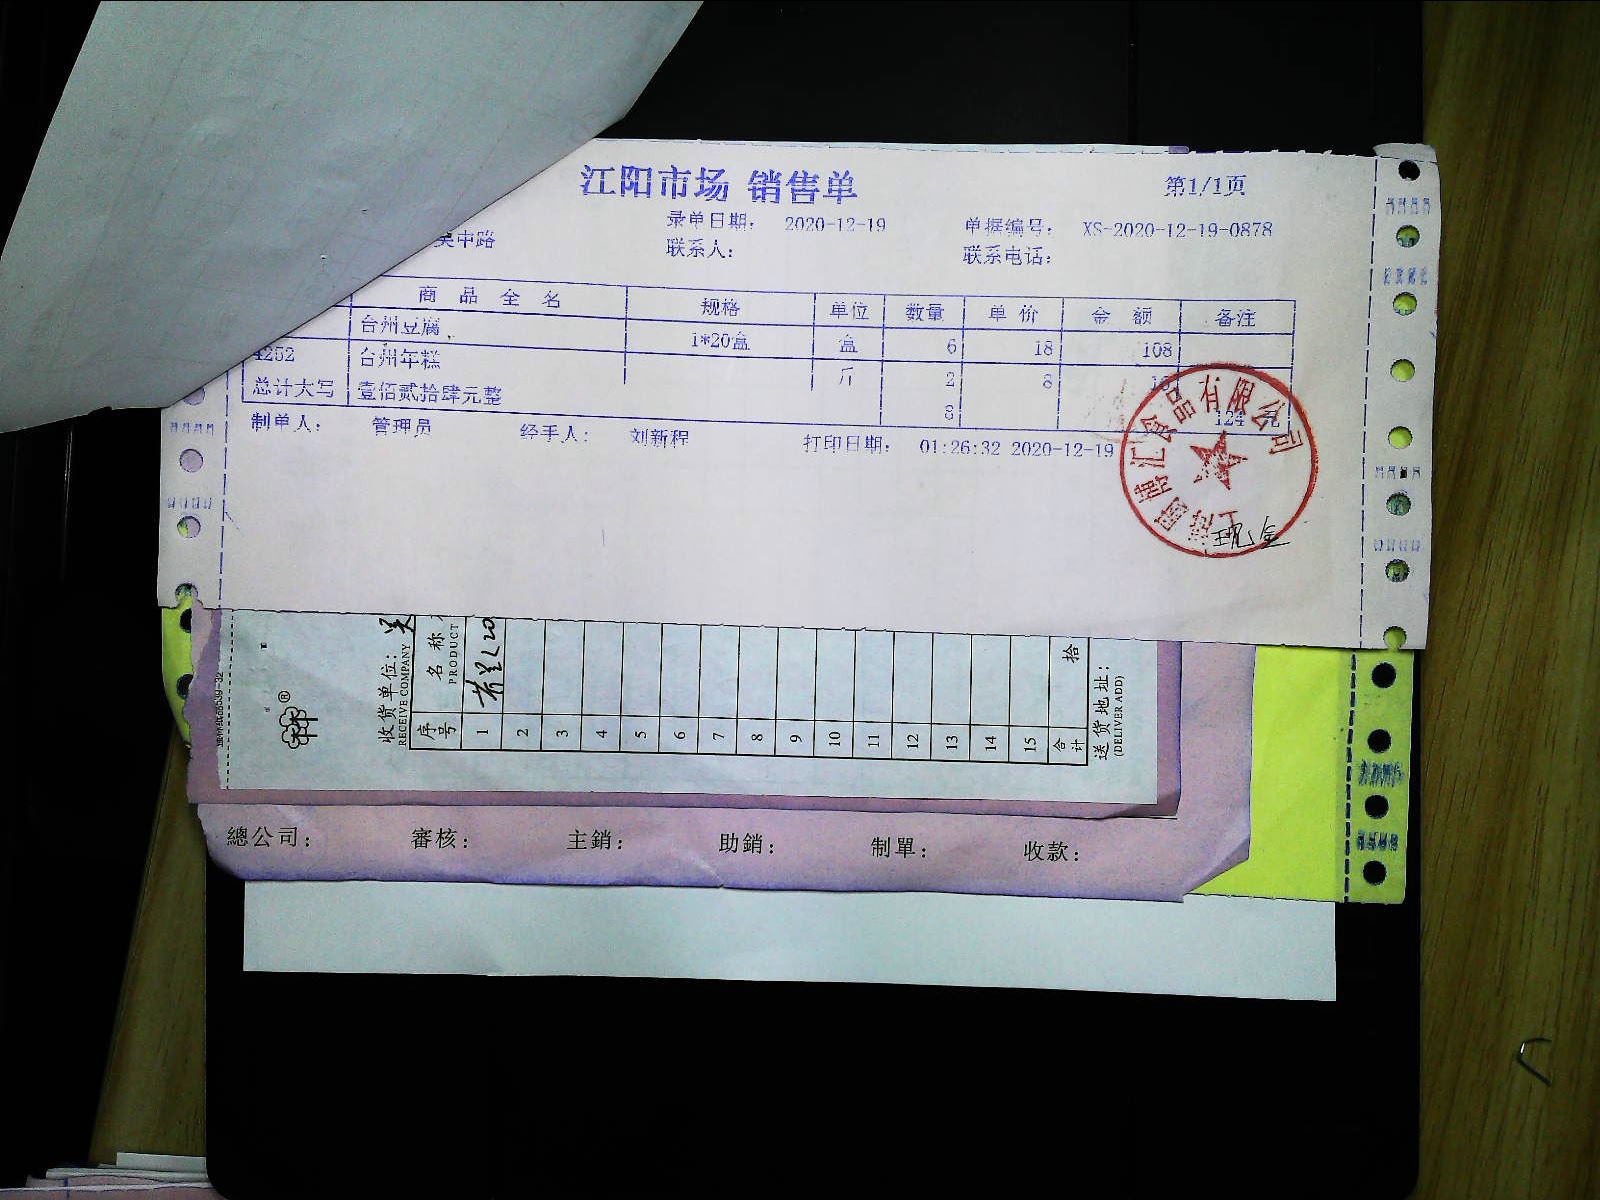 江阳市场 销售单
第1/1页
录单日期： 2020-12-19 单据编号： XS-2020-12-19-0878
吴中路 联系人： 联系电话：
商 品 全 名 规格 单位 数量 单 价 金 额 备注
台州豆腐 1*20盒 盒 6 18 108
4252 台州年糕 斤 2 8
总计大写 壹佰贰拾肆元整 8 124 元
制单人： 管理员 经手人： 刘新程 打印日期： 01:26:32 2020-12-19
汇食品有限公司
现金
收货单位：
RECEIVE COMPANY
序号 名称
PRODUCT
1
2
3
4
5
6
7
8
9
10
11
12
13
14
15
合计 拾
送货地址：
(DELIVER ADD)
總公司： 審核： 主銷： 助銷： 制單： 收款：